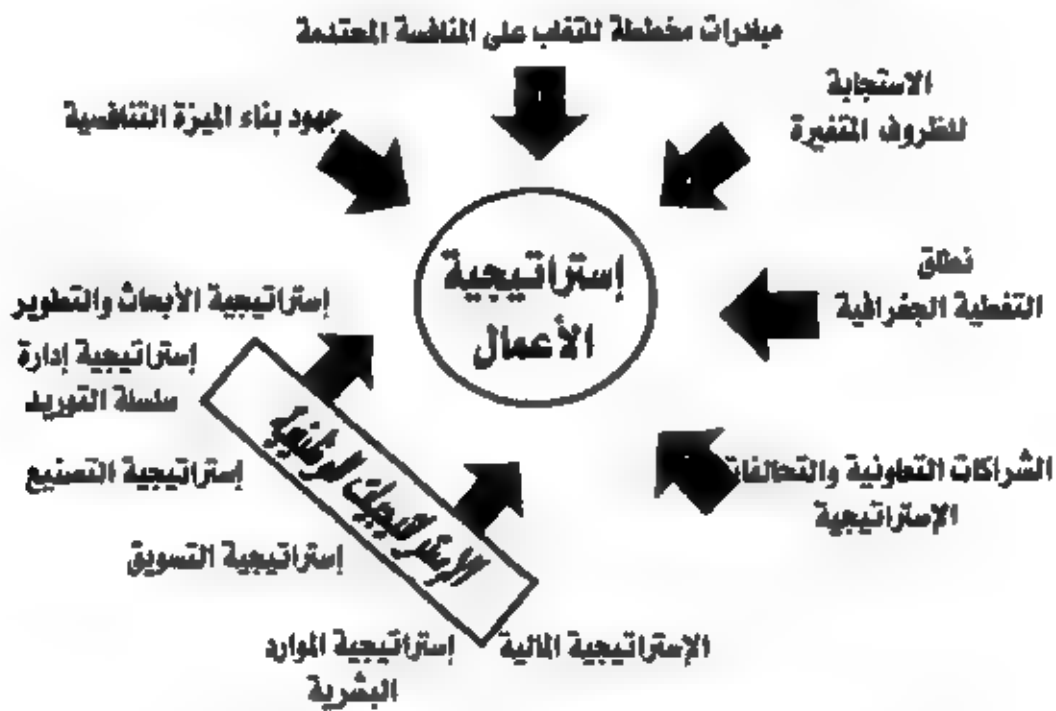 مبادرات مخططة للتغلب على المنافسة المحتدمة
الاستجابة
للظروف المتغيرة
جهود بناء الميزة التنافسية
إستراتيجية
الأعمال
نطاق
التغطية الجغرافية
إستراتيجية الأبحاث والتطوير
إستراتيجية إدارة
سلسلة التوريد
الإستراتيجيات الوظيفية
إستراتيجية التصنيع
الشراكات التعاونية والتحالفات
الإستراتيجية
إستراتيجية التسويق
الإستراتيجية المالية
إستراتيجية الموارد
البشرية